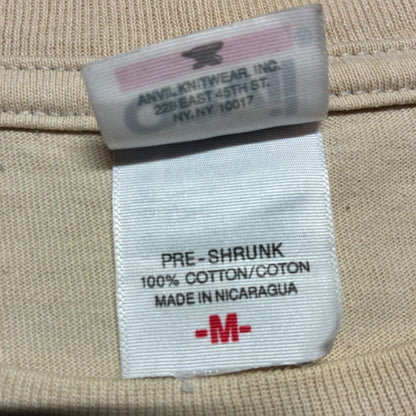 ANVIL KNITWEAR, INC.
228 EAST 45TH ST.
NY. NY 10017
PRE-SHRUNK
100% COTTON/COTON
MADE IN NICARAGUA
-M-